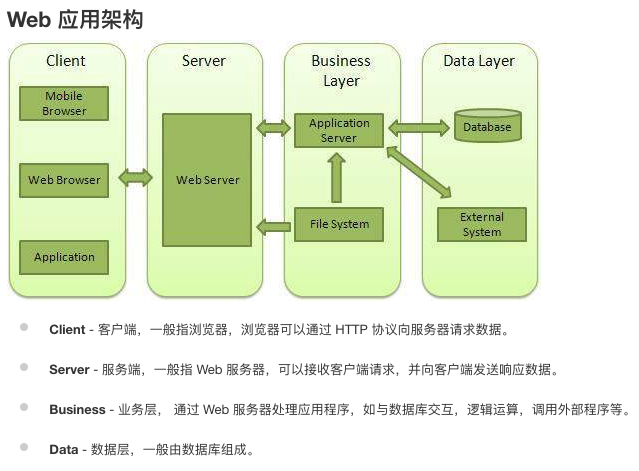 Web 应用架构
Client
Server
Business
Layer
Data Layer
Mobile
Browser
Web Browser
Application
Web Server
Application
Server
File System
Database
External
System
Client - 客户端，一般指浏览器，浏览器可以通过 HTTP 协议向服务器请求数据。
Server - 服务端，一般指 Web 服务器，可以接收客户端请求，并向客户端发送响应数据。
Business - 业务层， 通过 Web 服务器处理应用程序，如与数据库交互，逻辑运算，调用外部程序等。
Data - 数据层，一般由数据库组成。